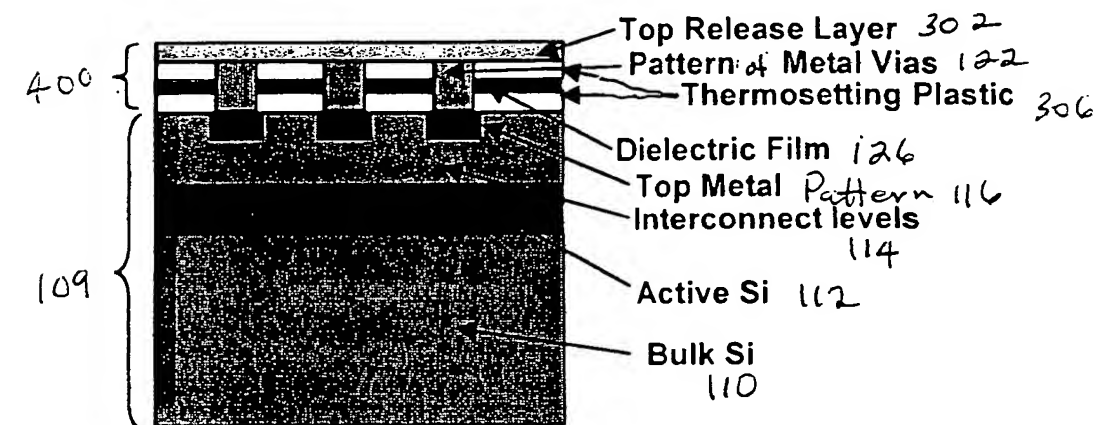 Top Release Layer 302
Pattern of Metal Vias 122
Thermosetting Plastic 306
400
Dielectric Film 126
Top Metal Pattern 116
Interconnect levels
114
109
Active Si 112
Bulk Si
110